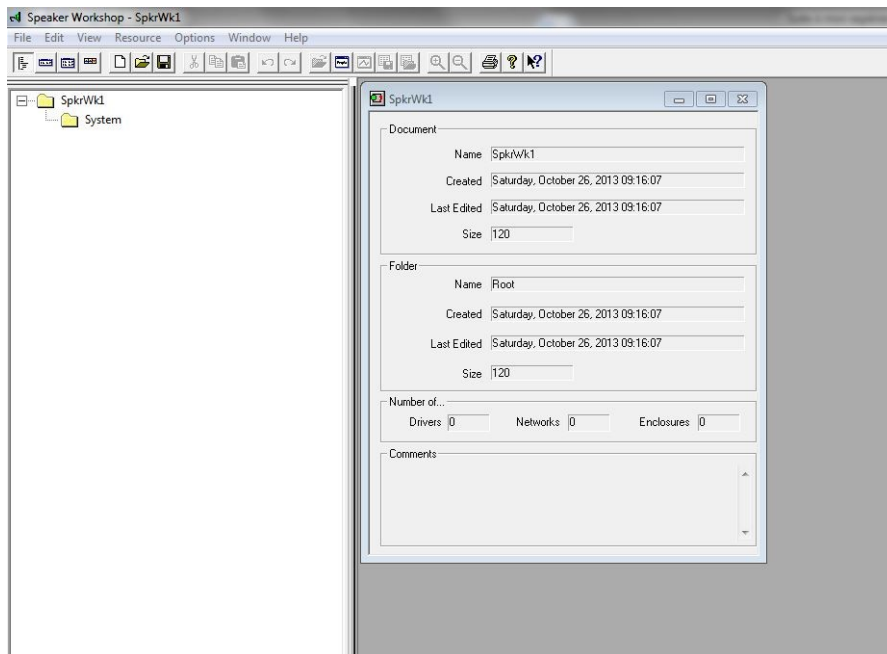 Speaker Workshop - SpkrWk1
File Edit View Resource Options Window Help
SpkrWk1
System
SpkrWk1
Document
Name SpkrWk1
Created Saturday, October 26, 2013 09:16:07
Last Edited Saturday, October 26, 2013 09:16:07
Size 120
Folder
Name Root
Created Saturday, October 26, 2013 09:16:07
Last Edited Saturday, October 26, 2013 09:16:07
Size 120
Number of...
Drivers 0 Networks 0 Enclosures 0
Comments